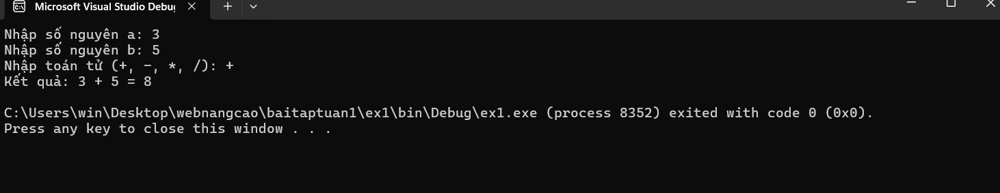 Microsoft Visual Studio Debug
Nhập số nguyên a: 3
Nhập số nguyên b: 5
Nhập toán tử (+, -, *, /): +
Kết quả: 3 + 5 = 8
C:\Users\win\Desktop\webnangcao\baitaptuan1\ex1\bin\Debug\ex1.exe (process 8352) exited with code 0 (0x0).
Press any key to close this window . . .